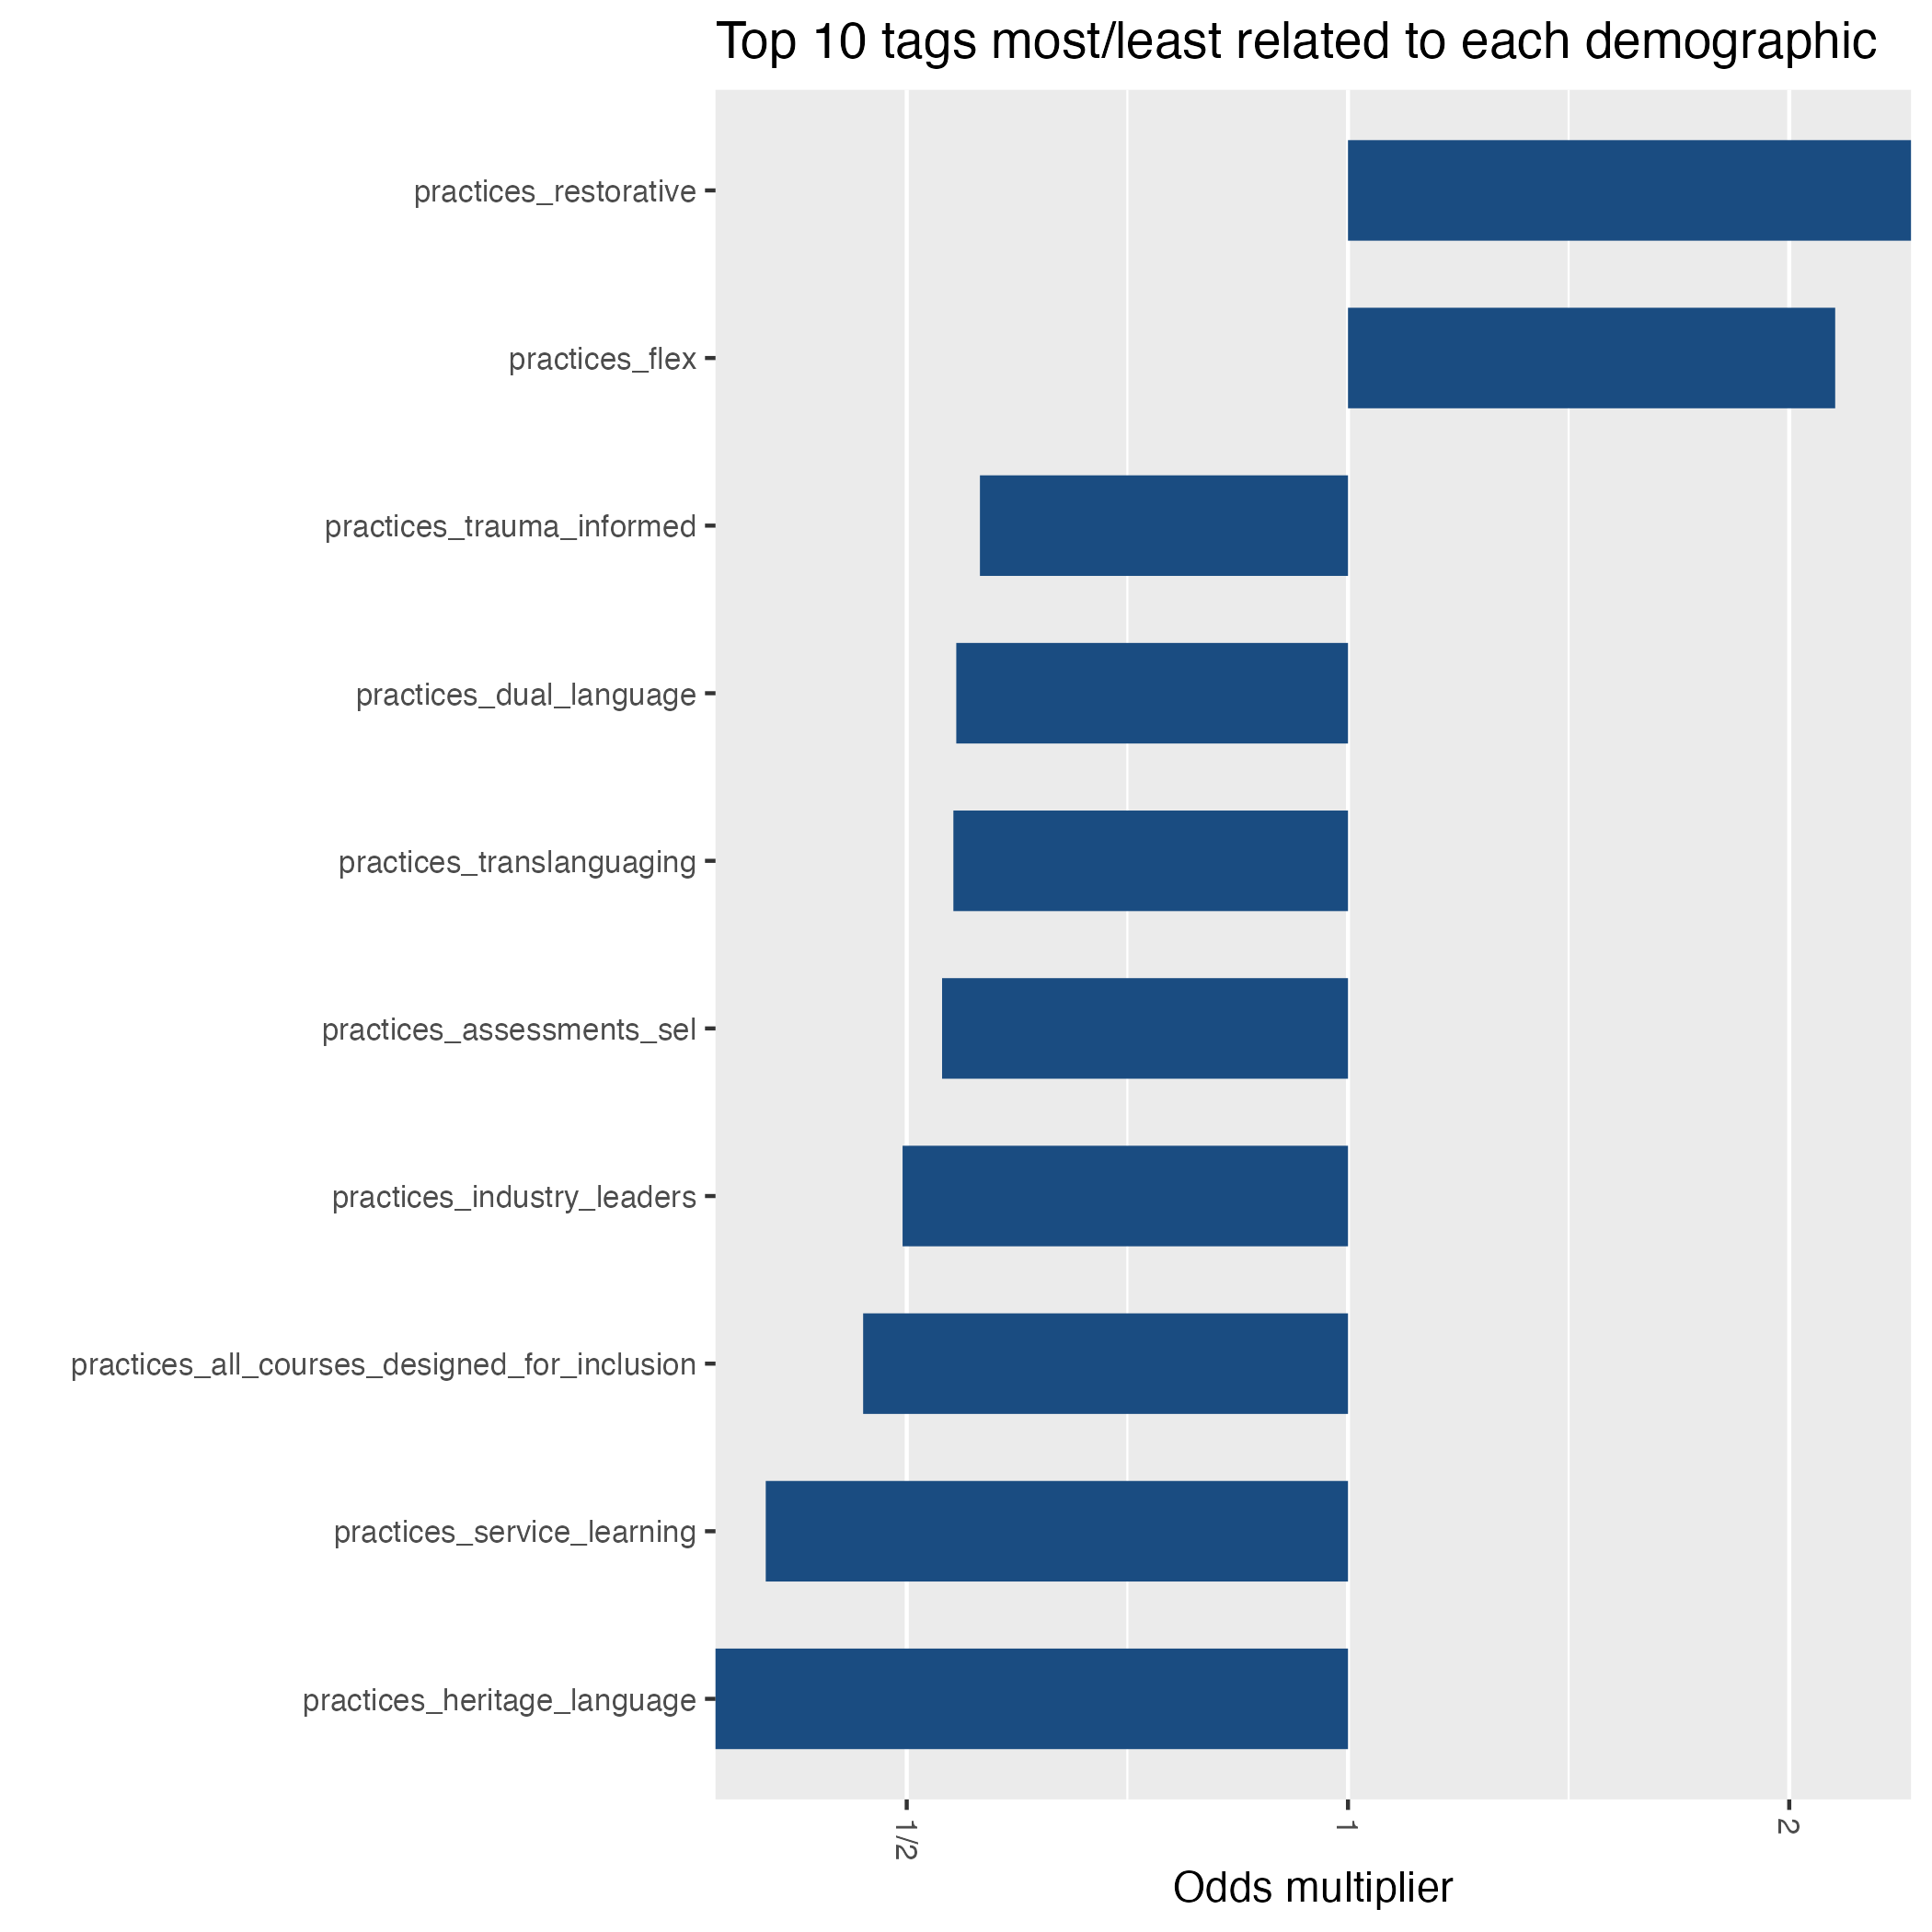 Top 10 tags most/least related to each demographic
practices_restorative
practices_flex
practices_trauma_informed
practices_dual_language
practices_translanguaging
practices_assessments_sel
practices_industry_leaders
practices_all_courses_designed_for_inclusion
practices_service_learning
practices_heritage_language
1/2
1
2
Odds multiplier